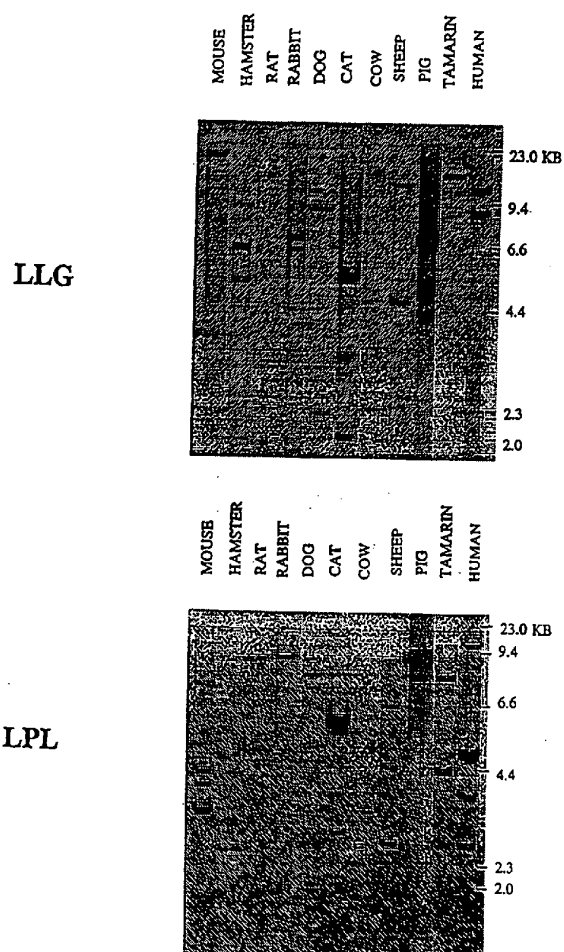 MOUSE
HAMSTER
RAT
RABBIT
DOG
CAT
COW
SHEEP
PIG
TAMARIN
HUMAN
23.0 KB
9.4
6.6
LLG
4.4
2.3
2.0
MOUSE
HAMSTER
RAT
RABBIT
DOG
CAT
COW
SHEEP
PIG
TAMARIN
HUMAN
23.0 KB
9.4
6.6
LPL
4.4
2.3
2.0